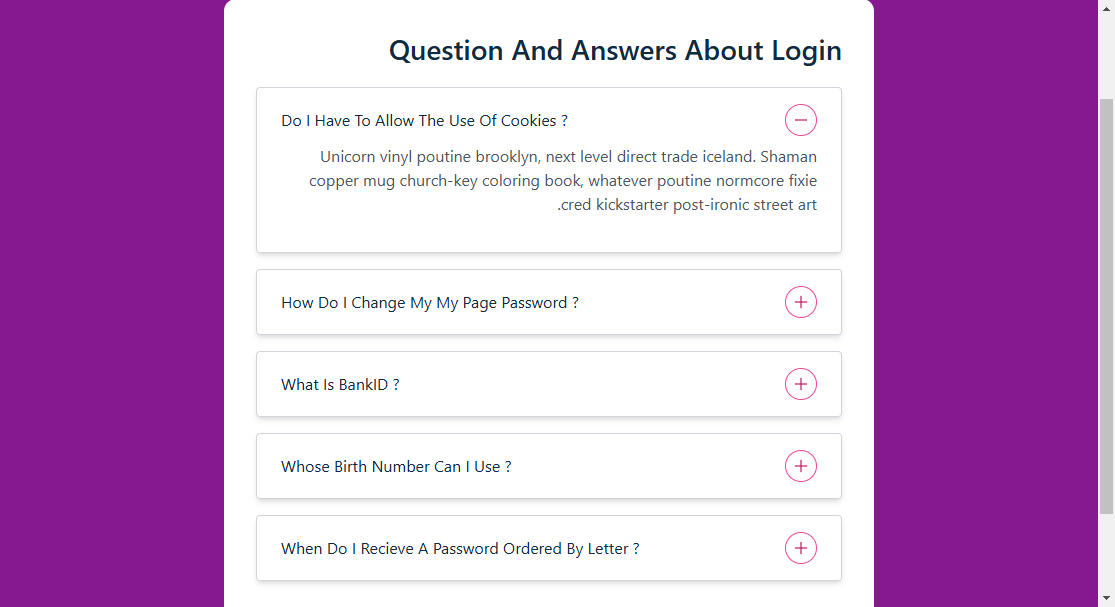 Question And Answers About Login
Do I Have To Allow The Use Of Cookies ?
Unicorn vinyl poutine brooklyn, next level direct trade iceland. Shaman
copper mug church-key coloring book, whatever poutine normcore fixie
.cred kickstarter post-ironic street art
How Do I Change My My Page Password ?
What Is BankID ?
Whose Birth Number Can I Use ?
When Do I Recieve A Password Ordered By Letter ?